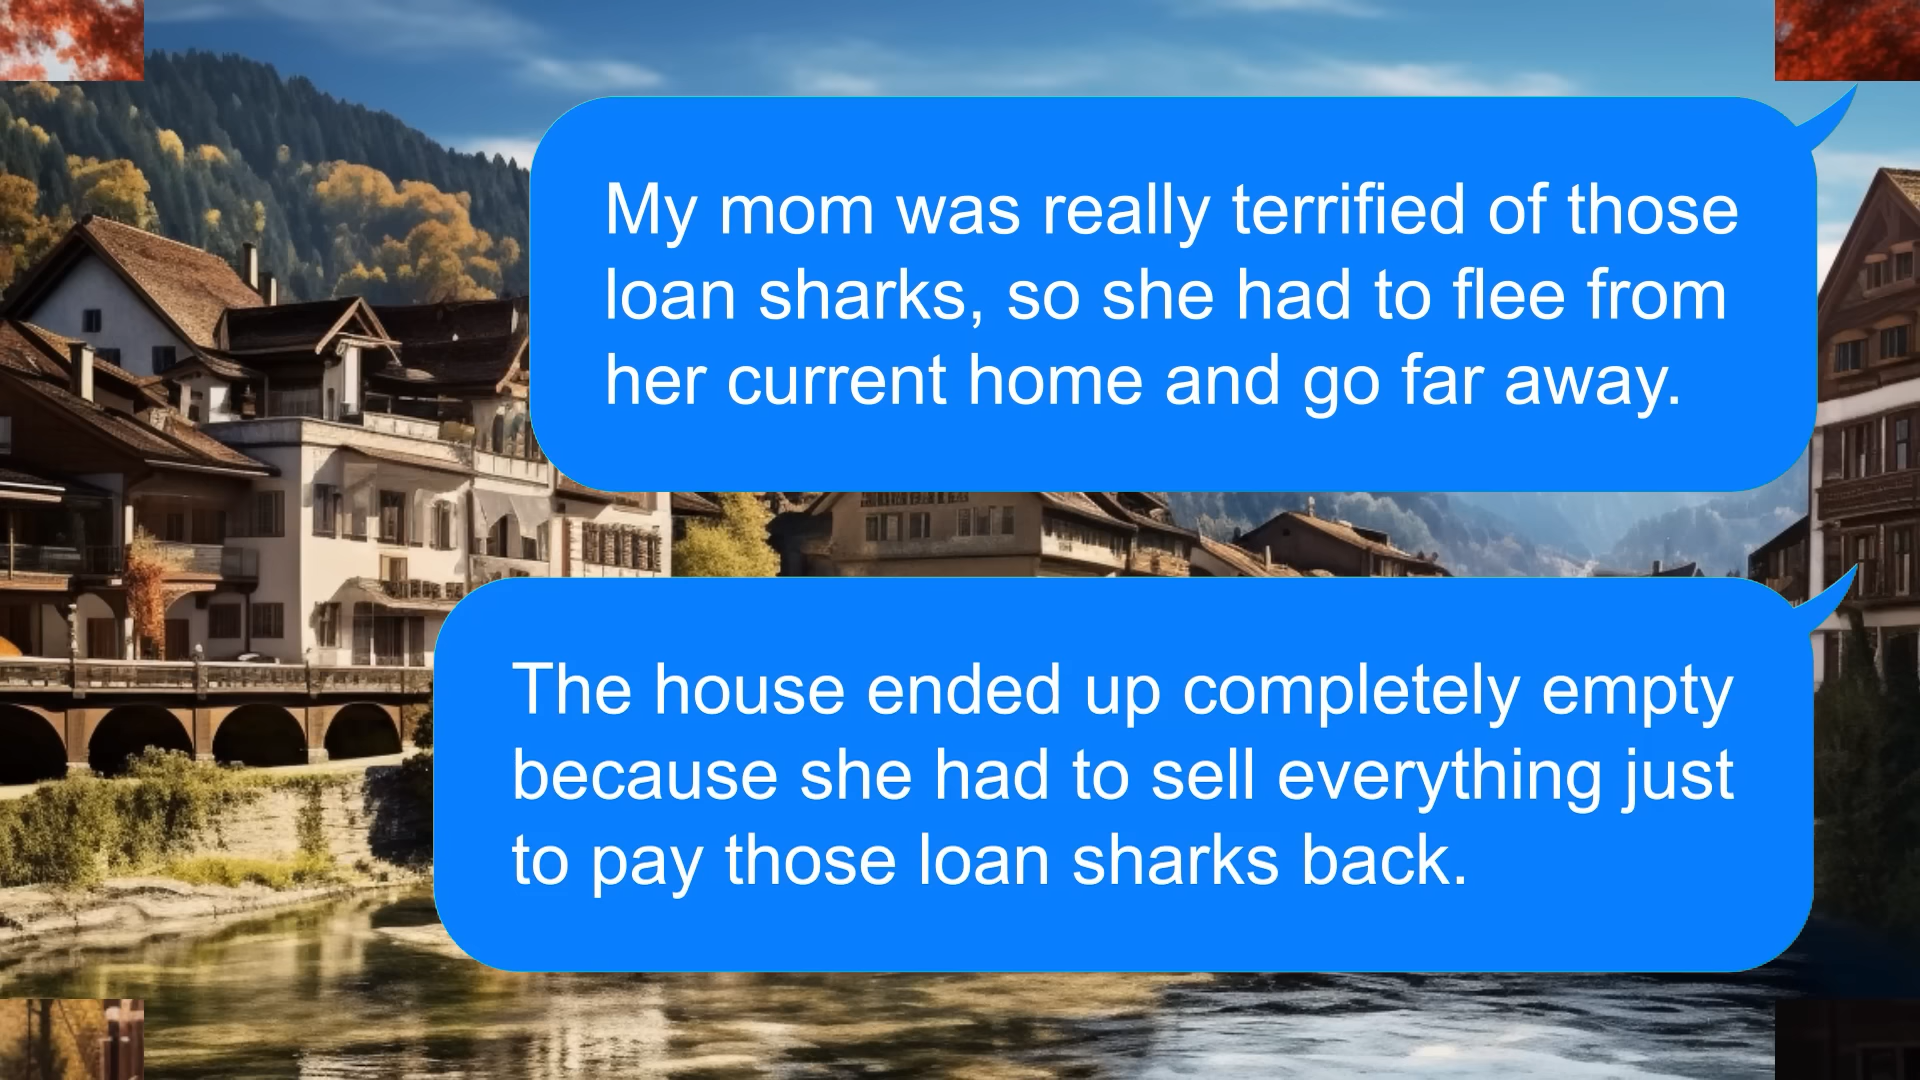 My mom was really terrified of those
loan sharks, so she had to flee from
her current home and go far away.
The house ended up completely empty
because she had to sell everything just
to pay those loan sharks back.